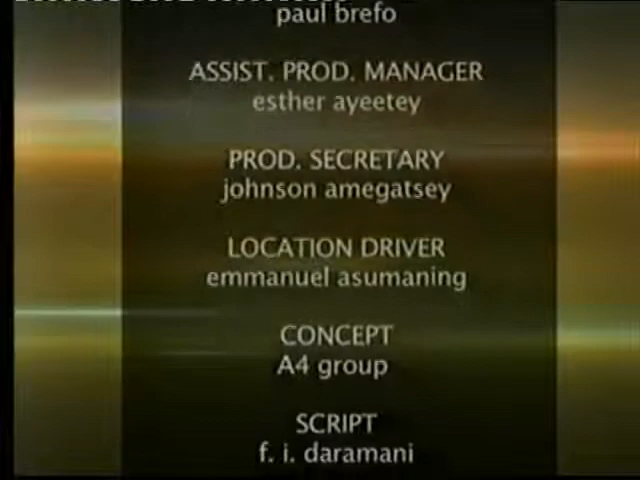 paul brefo
ASSIST. PROD. MANAGER
esther ayeetey
PROD. SECRETARY
johnson amegatsey
LOCATION DRIVER
emmanuel asumaning
CONCEPT
A4 group
SCRIPT
f. i. daramani